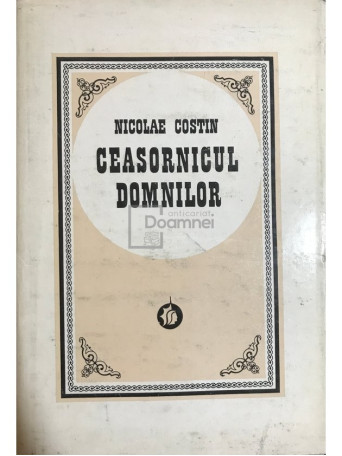 NICOLAE COSTIN
CEASORNICUL
DOMNILOR
anticariat
Doamnei